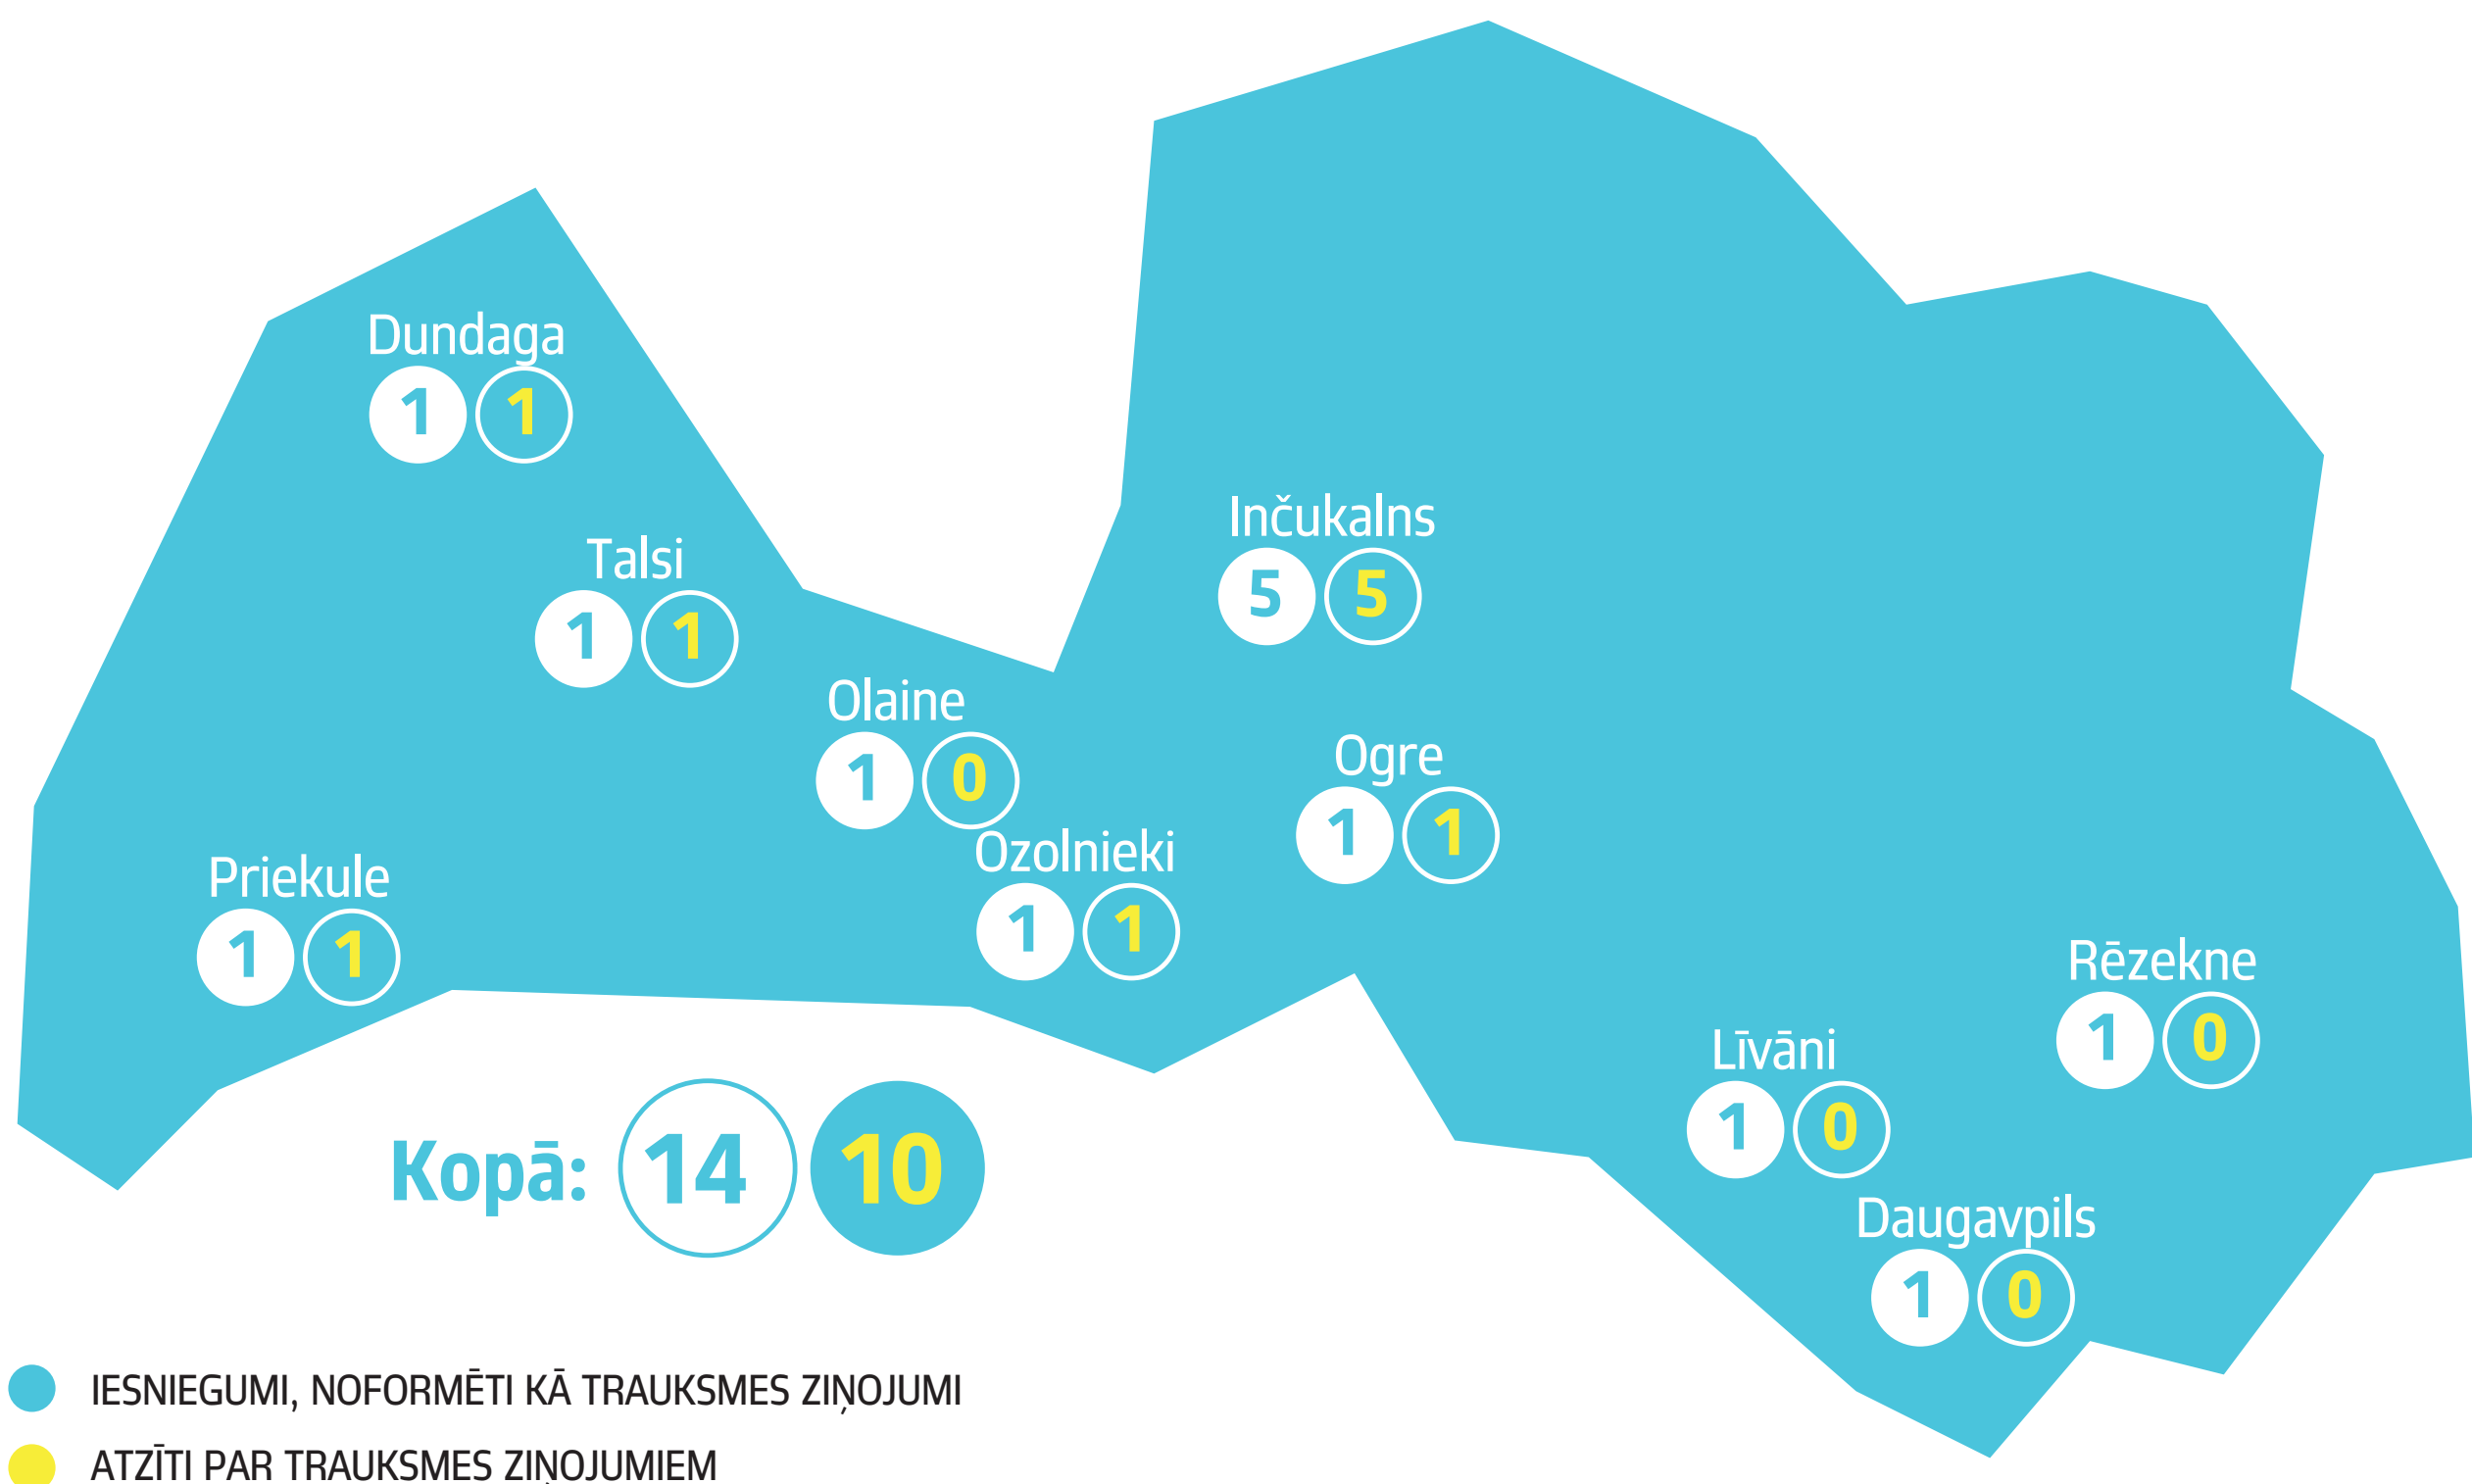 Dundaga
1 1
Inčukalns
5 5
Talsi
1 1
Olaine
1 0
Ogre
1 1
Ozolnieki
1 1
Priekule
1 1
Rēzekne
1 0
Līvāni
1 0
Kopā: 14 10
Daugavpils
1 0
IESNIEGUMI, NOFORMĒTI KĀ TRAUKSMES ZIŅOJUMI
ATZĪTI PAR TRAUKSMES ZIŅOJUMIEM